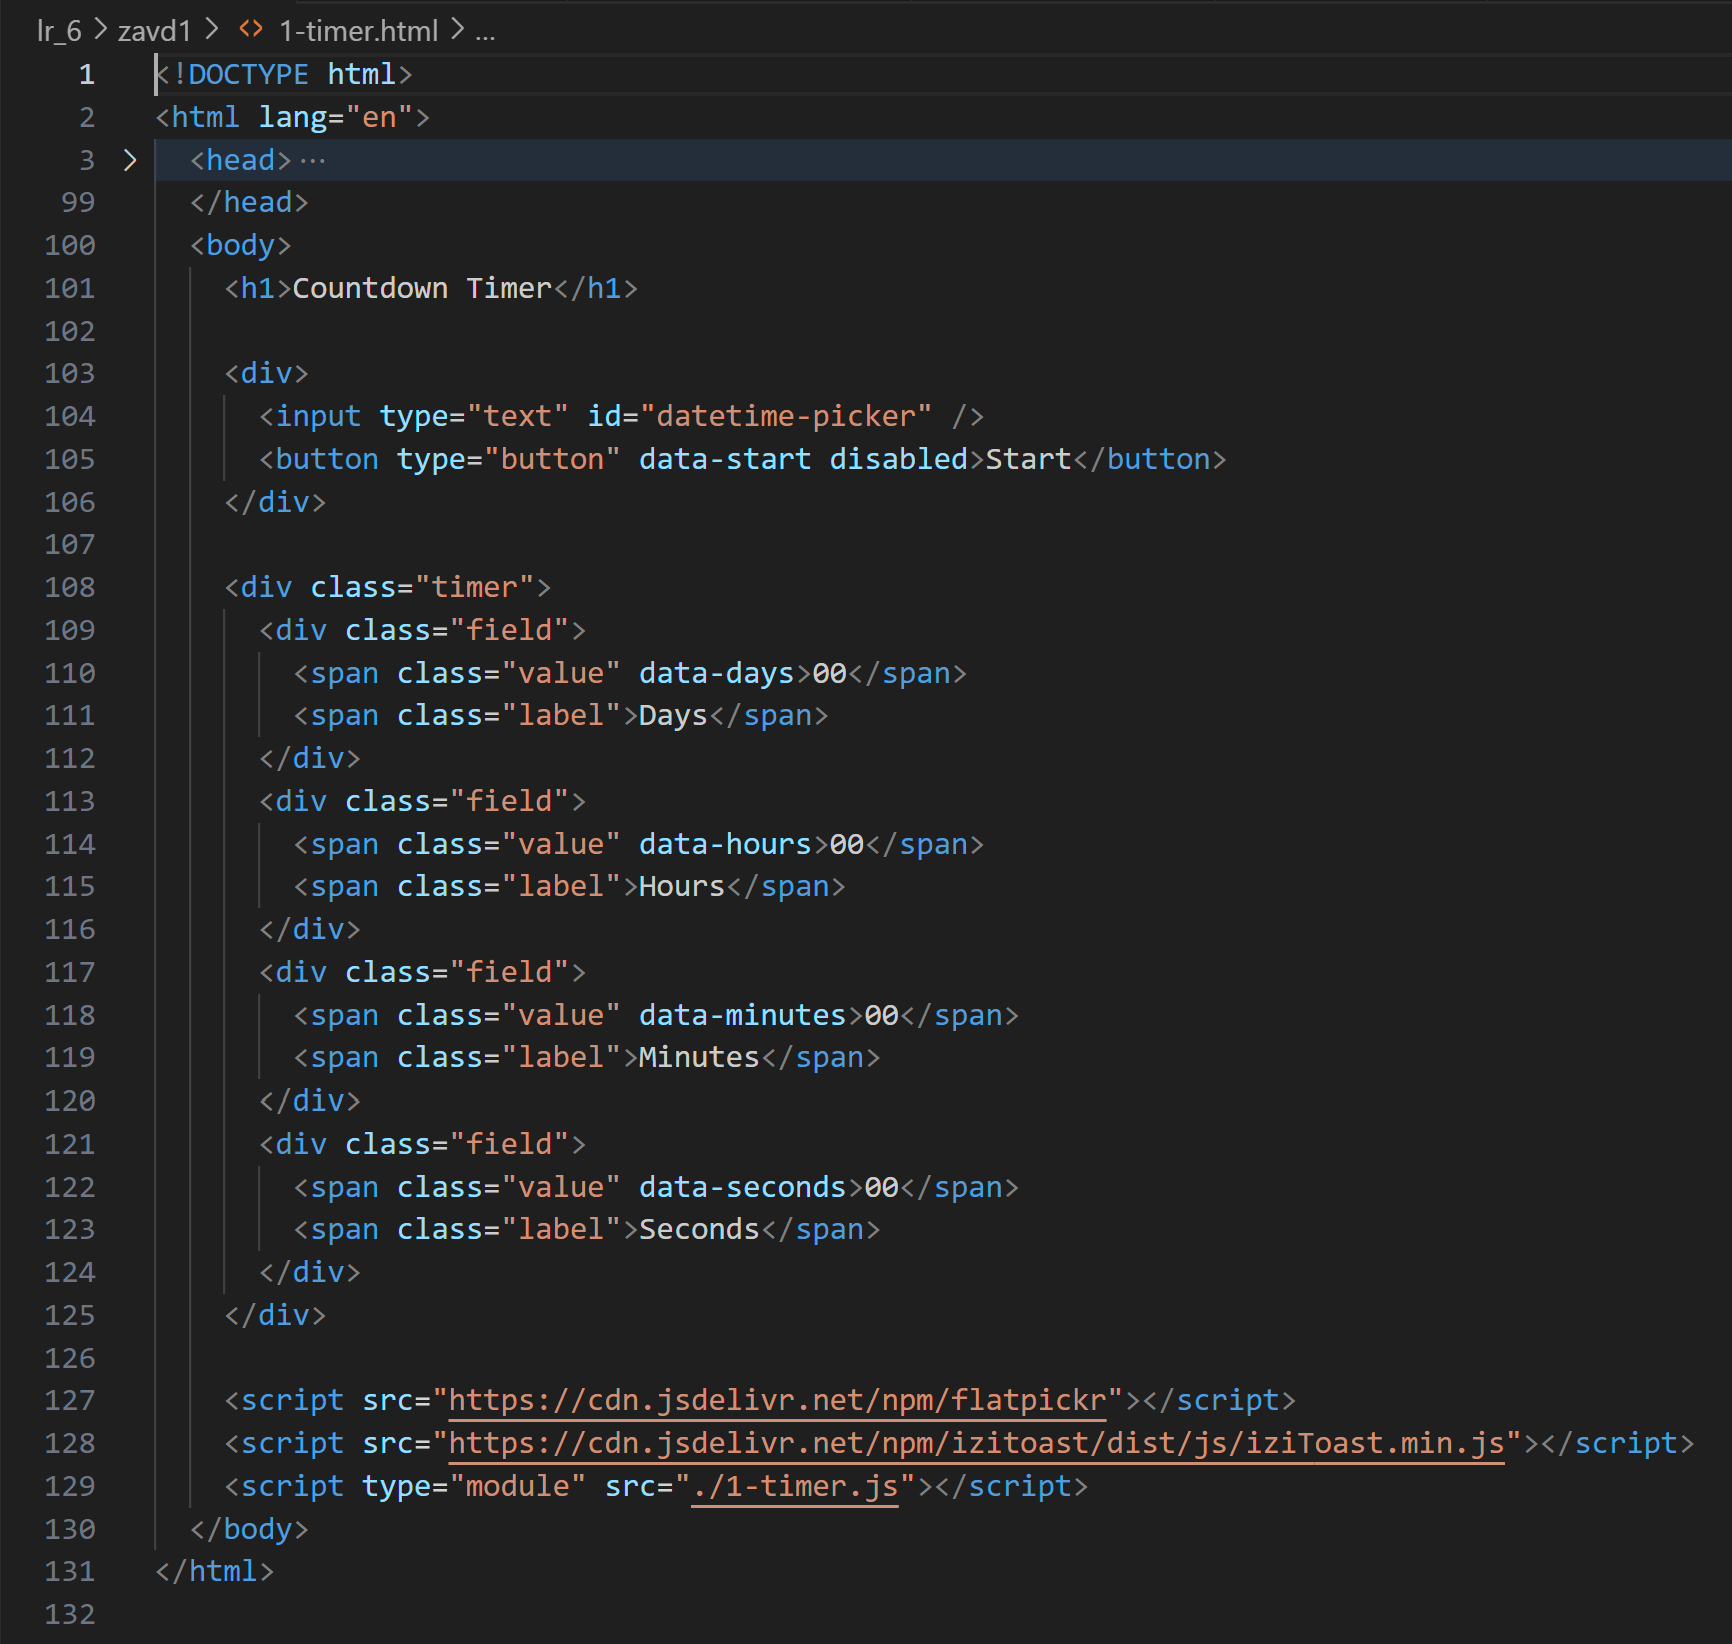 lr_6 > zavd1 > <> 1-timer.html > ...
1 <!DOCTYPE html>
2 <html lang="en">
3 > <head> ···
99 </head>
100 <body>
101 <h1>Countdown Timer</h1>
102
103 <div>
104 <input type="text" id="datetime-picker" />
105 <button type="button" data-start disabled>Start</button>
106 </div>
107
108 <div class="timer">
109 <div class="field">
110 <span class="value" data-days>00</span>
111 <span class="label">Days</span>
112 </div>
113 <div class="field">
114 <span class="value" data-hours>00</span>
115 <span class="label">Hours</span>
116 </div>
117 <div class="field">
118 <span class="value" data-minutes>00</span>
119 <span class="label">Minutes</span>
120 </div>
121 <div class="field">
122 <span class="value" data-seconds>00</span>
123 <span class="label">Seconds</span>
124 </div>
125 </div>
126
127 <script src="https://cdn.jsdelivr.net/npm/flatpickr"></script>
128 <script src="https://cdn.jsdelivr.net/npm/izitoast/dist/js/iziToast.min.js"></script>
129 <script type="module" src="./1-timer.js"></script>
130 </body>
131 </html>
132